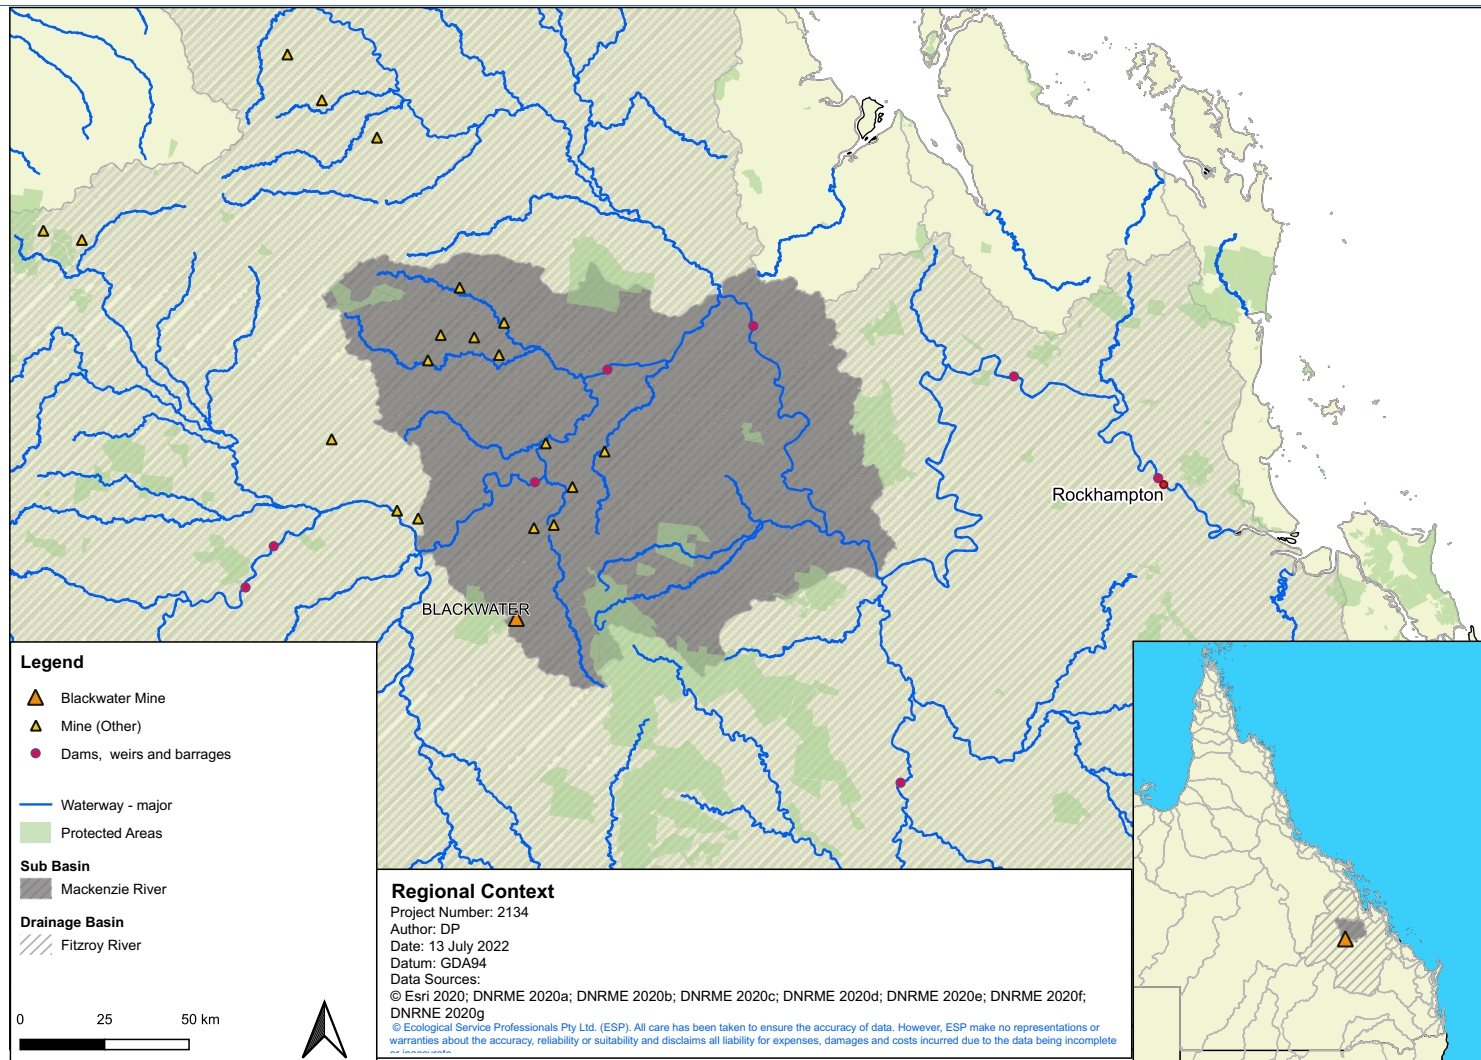 Rockhampton
BLACKWATER
Legend
Blackwater Mine
Mine (Other)
Dams, weirs and barrages
Waterway - major
Protected Areas
Sub Basin
Mackenzie River
Drainage Basin
Fitzroy River
0 25 50 km
Regional Context
Project Number: 2134
Author: DP
Date: 13 July 2022
Datum: GDA94
Data Sources:
© Esri 2020; DNRME 2020a; DNRME 2020b; DNRME 2020c; DNRME 2020d; DNRME 2020e; DNRME 2020f;
DNRNE 2020g
© Ecological Service Professionals Pty Ltd. (ESP). All care has been taken to ensure the accuracy of data. However, ESP make no representations or
warranties about the accuracy, reliability or suitability and disclaims all liability for expenses, damages and costs incurred due to the data being incomplete
or inaccurate